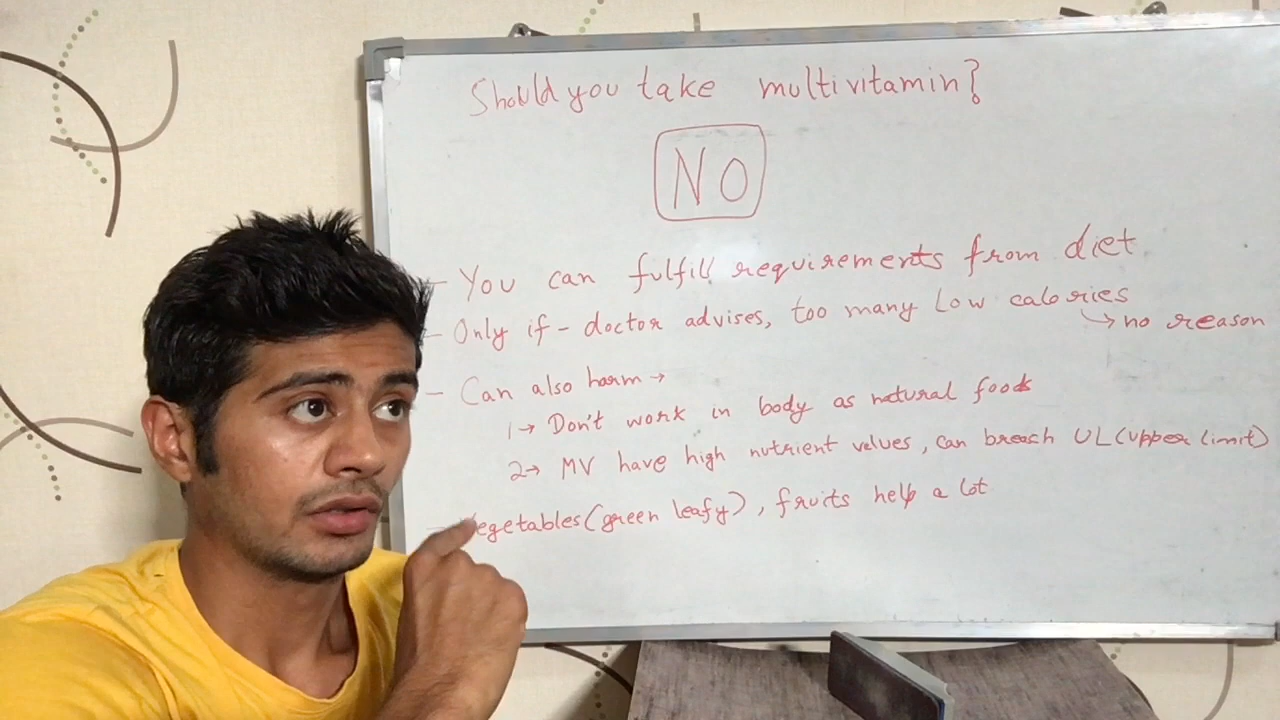 Should you take multivitamin?
NO
- You can fulfill requirements from diet
- Only if - doctor advises, too many Low calories
↳ no reason
- Can also harm →
1→ Don't work in body as natural foods
2→ MV have high nutrient values, can breach UL (Upper Limit)
- Vegetables (green leafy), fruits help a lot